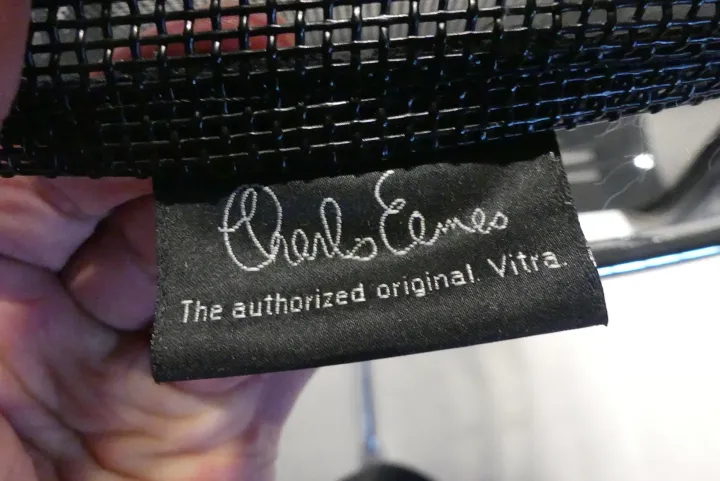 Charles Eames
The authorized original. Vitra.